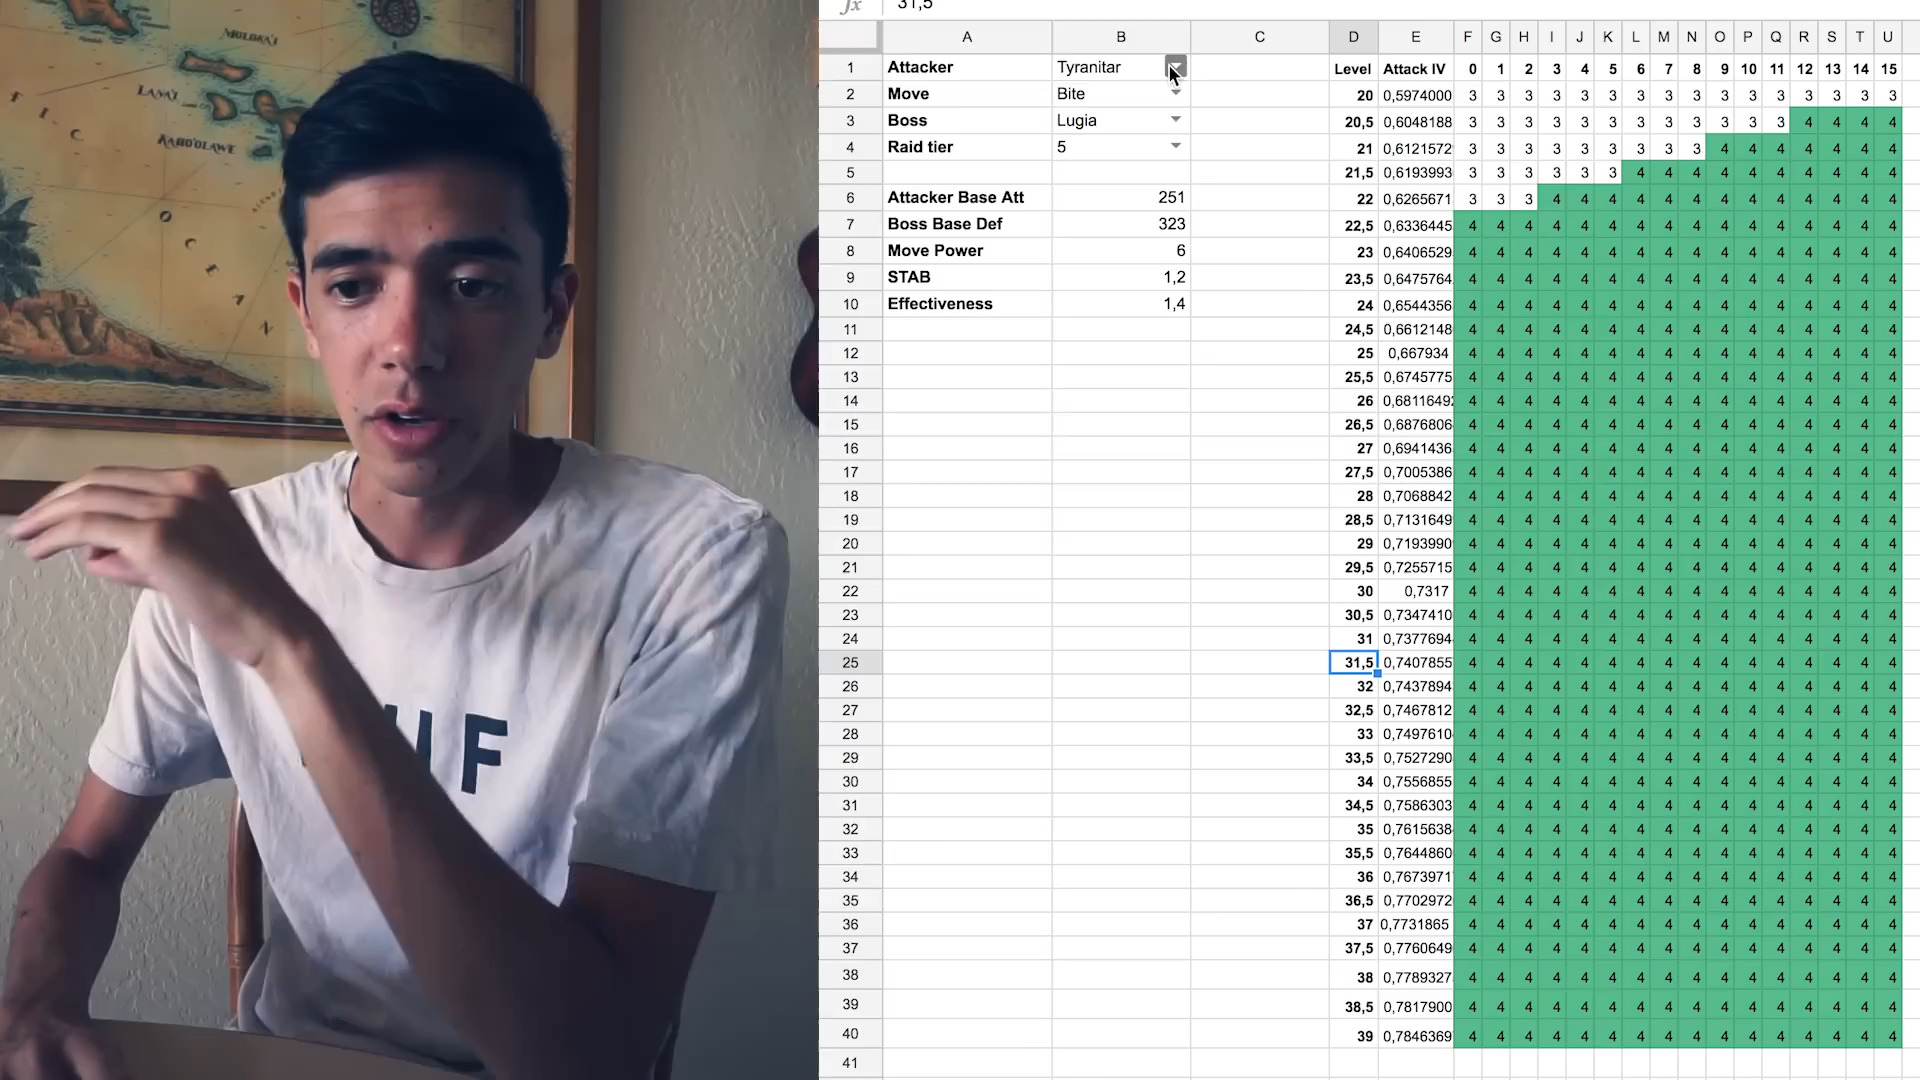 MOLOKA'I
LANA'I
KAHO'OLAWE
F I C
O C E A N
HUF
fx 31,5
A B C D E F G H I J K L M N O P Q R S T U
1 Attacker Tyranitar Level Attack IV 0 1 2 3 4 5 6 7 8 9 10 11 12 13 14 15
2 Move Bite 20 0,5974000 3 3 3 3 3 3 3 3 3 3 3 3 3 3 3 3
3 Boss Lugia 20,5 0,6048188 3 3 3 3 3 3 3 3 3 3 3 3 4 4 4 4
4 Raid tier 5 21 0,6121572 3 3 3 3 3 3 3 3 3 4 4 4 4 4 4 4
5 21,5 0,6193993 3 3 3 3 3 3 4 4 4 4 4 4 4 4 4 4
6 Attacker Base Att 251 22 0,6265671 3 3 3 4 4 4 4 4 4 4 4 4 4 4 4 4
7 Boss Base Def 323 22,5 0,6336445 4 4 4 4 4 4 4 4 4 4 4 4 4 4 4 4
8 Move Power 6 23 0,6406529 4 4 4 4 4 4 4 4 4 4 4 4 4 4 4 4
9 STAB 1,2 23,5 0,6475764 4 4 4 4 4 4 4 4 4 4 4 4 4 4 4 4
10 Effectiveness 1,4 24 0,6544356 4 4 4 4 4 4 4 4 4 4 4 4 4 4 4 4
11 24,5 0,6612148 4 4 4 4 4 4 4 4 4 4 4 4 4 4 4 4
12 25 0,667934 4 4 4 4 4 4 4 4 4 4 4 4 4 4 4 4
13 25,5 0,6745775 4 4 4 4 4 4 4 4 4 4 4 4 4 4 4 4
14 26 0,6811649 4 4 4 4 4 4 4 4 4 4 4 4 4 4 4 4
15 26,5 0,6876806 4 4 4 4 4 4 4 4 4 4 4 4 4 4 4 4
16 27 0,6941436 4 4 4 4 4 4 4 4 4 4 4 4 4 4 4 4
17 27,5 0,7005386 4 4 4 4 4 4 4 4 4 4 4 4 4 4 4 4
18 28 0,7068842 4 4 4 4 4 4 4 4 4 4 4 4 4 4 4 4
19 28,5 0,7131649 4 4 4 4 4 4 4 4 4 4 4 4 4 4 4 4
20 29 0,7193990 4 4 4 4 4 4 4 4 4 4 4 4 4 4 4 4
21 29,5 0,7255715 4 4 4 4 4 4 4 4 4 4 4 4 4 4 4 4
22 30 0,7317 4 4 4 4 4 4 4 4 4 4 4 4 4 4 4 4
23 30,5 0,7347410 4 4 4 4 4 4 4 4 4 4 4 4 4 4 4 4
24 31 0,7377694 4 4 4 4 4 4 4 4 4 4 4 4 4 4 4 4
25 31,5 0,7407855 4 4 4 4 4 4 4 4 4 4 4 4 4 4 4 4
26 32 0,7437894 4 4 4 4 4 4 4 4 4 4 4 4 4 4 4 4
27 32,5 0,7467812 4 4 4 4 4 4 4 4 4 4 4 4 4 4 4 4
28 33 0,7497610 4 4 4 4 4 4 4 4 4 4 4 4 4 4 4 4
29 33,5 0,7527290 4 4 4 4 4 4 4 4 4 4 4 4 4 4 4 4
30 34 0,7556855 4 4 4 4 4 4 4 4 4 4 4 4 4 4 4 4
31 34,5 0,7586303 4 4 4 4 4 4 4 4 4 4 4 4 4 4 4 4
32 35 0,7615638 4 4 4 4 4 4 4 4 4 4 4 4 4 4 4 4
33 35,5 0,7644860 4 4 4 4 4 4 4 4 4 4 4 4 4 4 4 4
34 36 0,7673971 4 4 4 4 4 4 4 4 4 4 4 4 4 4 4 4
35 36,5 0,7702972 4 4 4 4 4 4 4 4 4 4 4 4 4 4 4 4
36 37 0,7731865 4 4 4 4 4 4 4 4 4 4 4 4 4 4 4 4
37 37,5 0,7760649 4 4 4 4 4 4 4 4 4 4 4 4 4 4 4 4
38 38 0,7789327 4 4 4 4 4 4 4 4 4 4 4 4 4 4 4 4
39 38,5 0,7817900 4 4 4 4 4 4 4 4 4 4 4 4 4 4 4 4
40 39 0,7846369 4 4 4 4 4 4 4 4 4 4 4 4 4 4 4 4
41